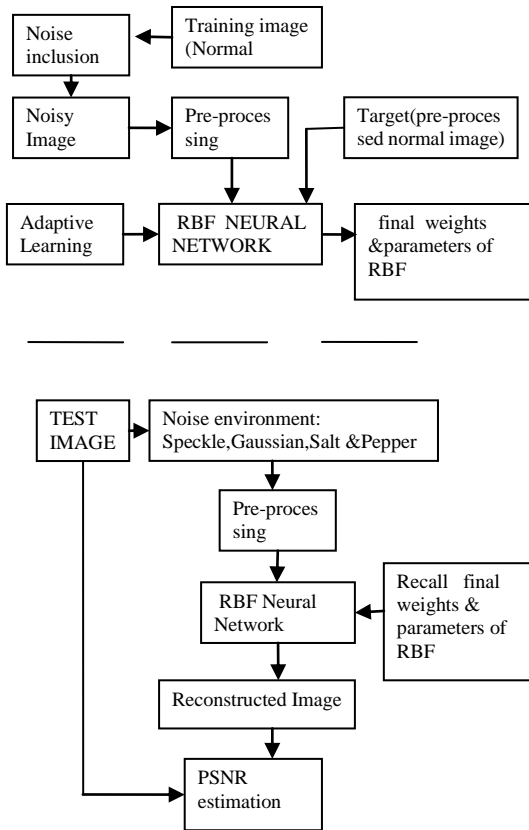 Noise
inclusion
Training image
(Normal
Noisy
Image
Pre-proces
sing
Target(pre-proces
sed normal image)
Adaptive
Learning
RBF NEURAL
NETWORK
final weights
&parameters of
RBF
TEST
IMAGE
Noise environment:
Speckle,Gaussian,Salt &Pepper
Pre-proces
sing
RBF Neural
Network
Recall final
weights &
parameters of
RBF
Reconstructed Image
PSNR
estimation